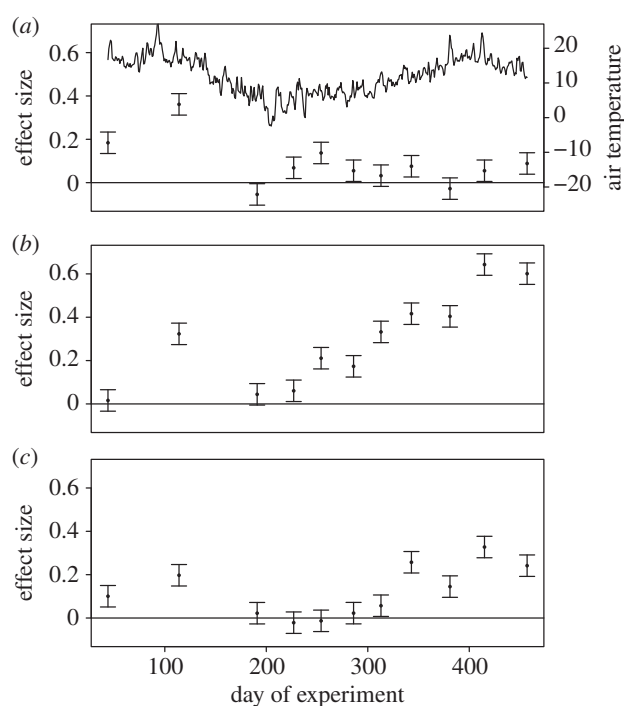 (a)
0.6
0.4
0.2
0
effect size
20
10
0
−10
−20
air temperature
(b)
0.6
0.4
0.2
0
effect size
(c)
0.6
0.4
0.2
0
effect size
100 200 300 400
day of experiment